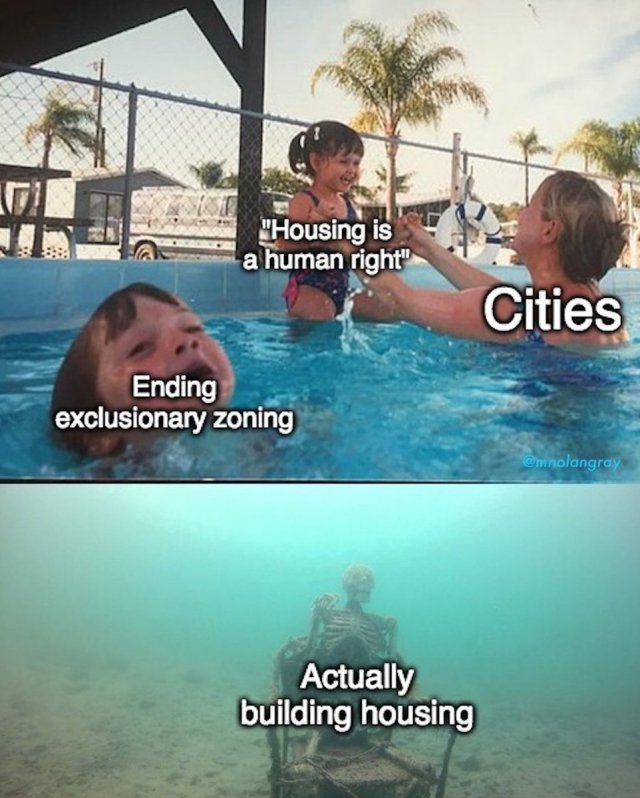 "Housing is
a human right"
Cities
Ending
exclusionary zoning
@mnolangray
Actually
building housing